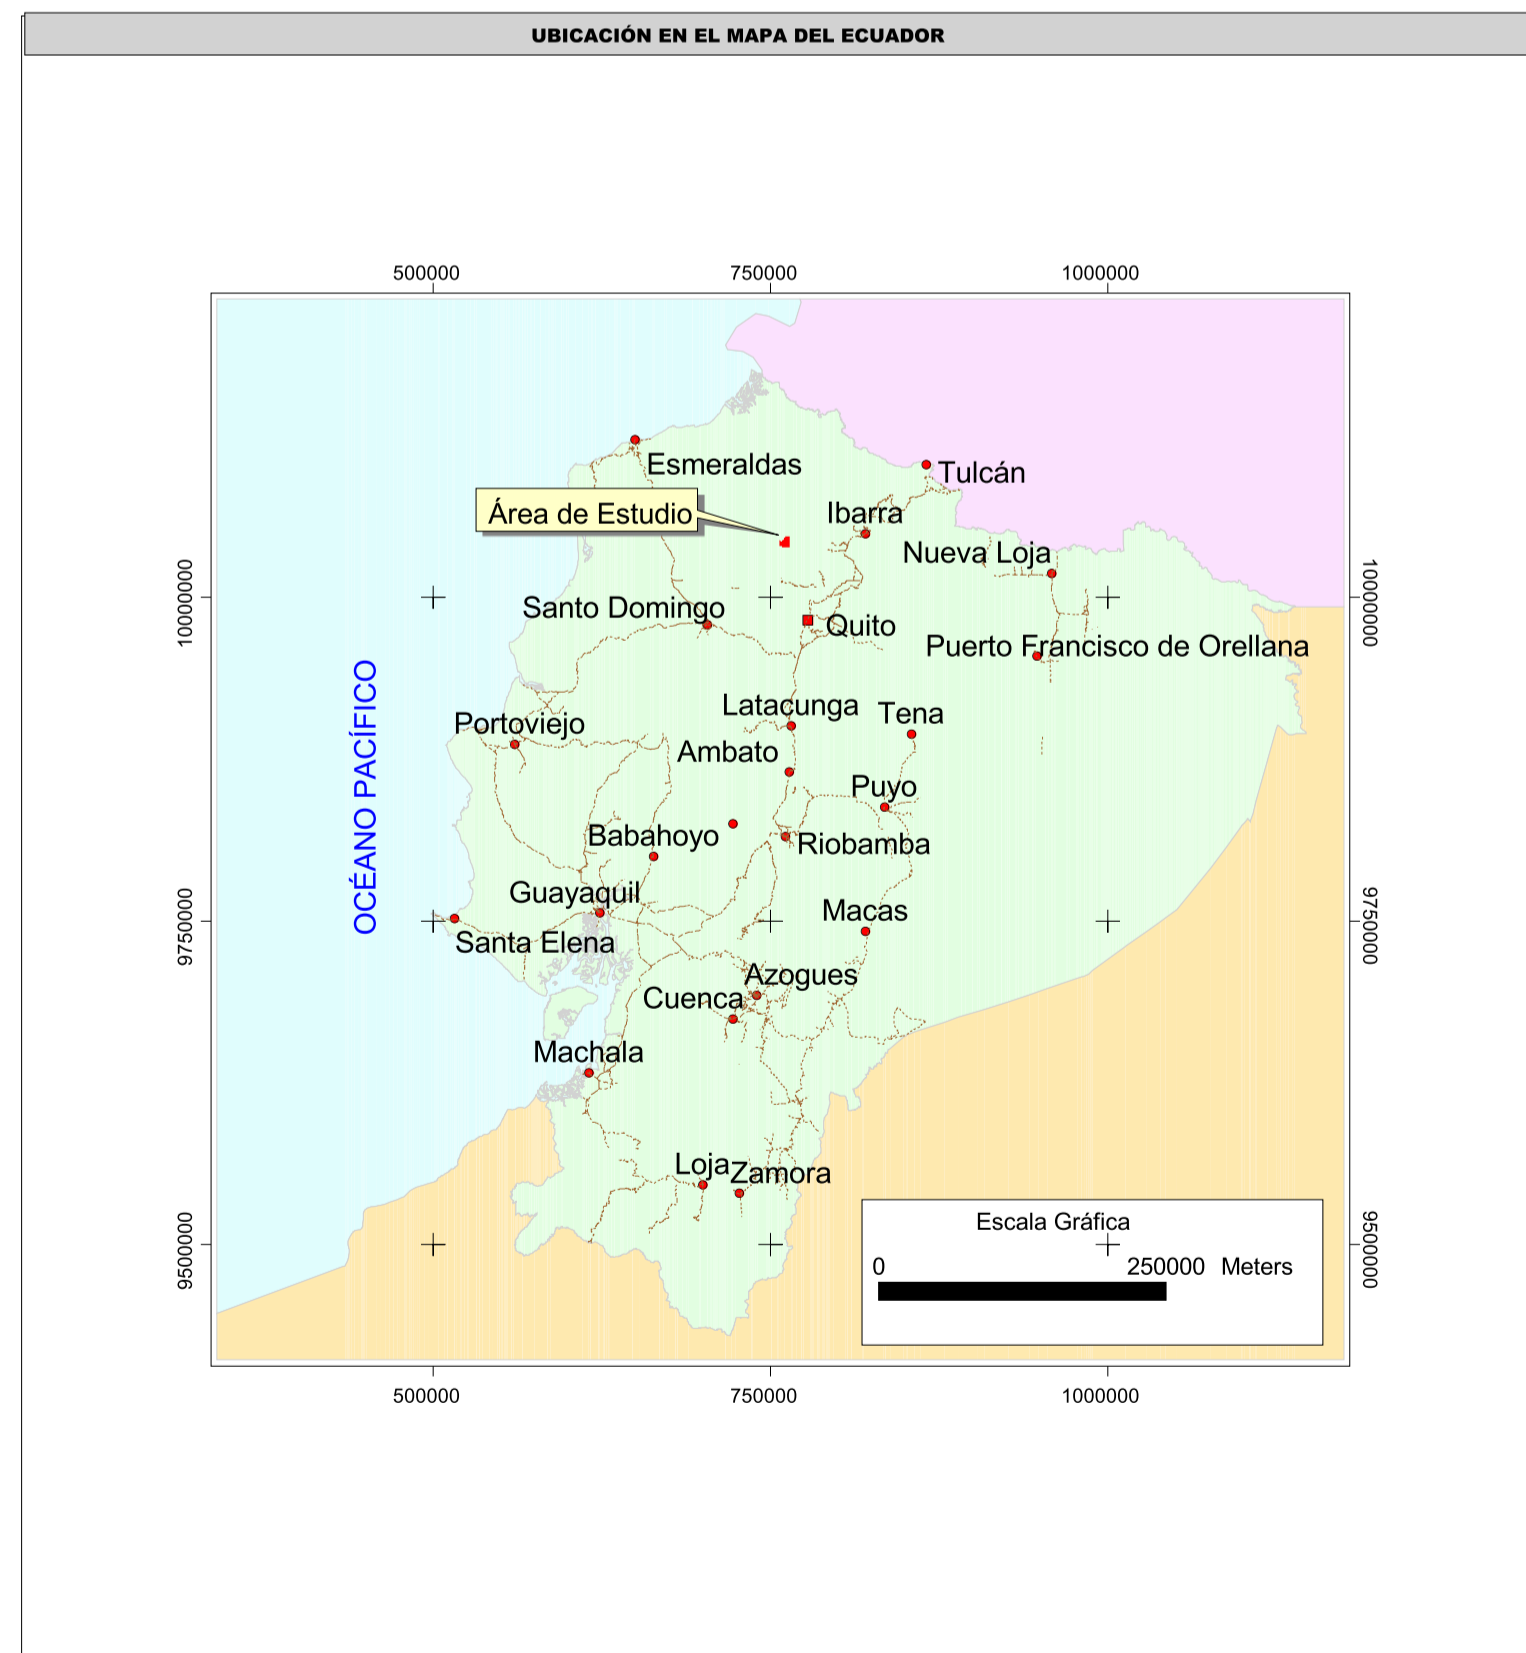 UBICACIÓN EN EL MAPA DEL ECUADOR
500000
750000
1000000
Esmeraldas
Tulcán
Área de Estudio
Ibarra
Nueva Loja
10000000
10000000
Santo Domingo
Quito
Puerto Francisco de Orellana
OCÉANO PACÍFICO
Latacunga
Tena
Portoviejo
Ambato
Puyo
Babahoyo
Riobamba
Guayaquil
Macas
9750000
9750000
Santa Elena
Azogues
Cuenca
Machala
Loja
Zamora
9500000
9500000
Escala Gráfica
0 250000 Meters
500000
750000
1000000